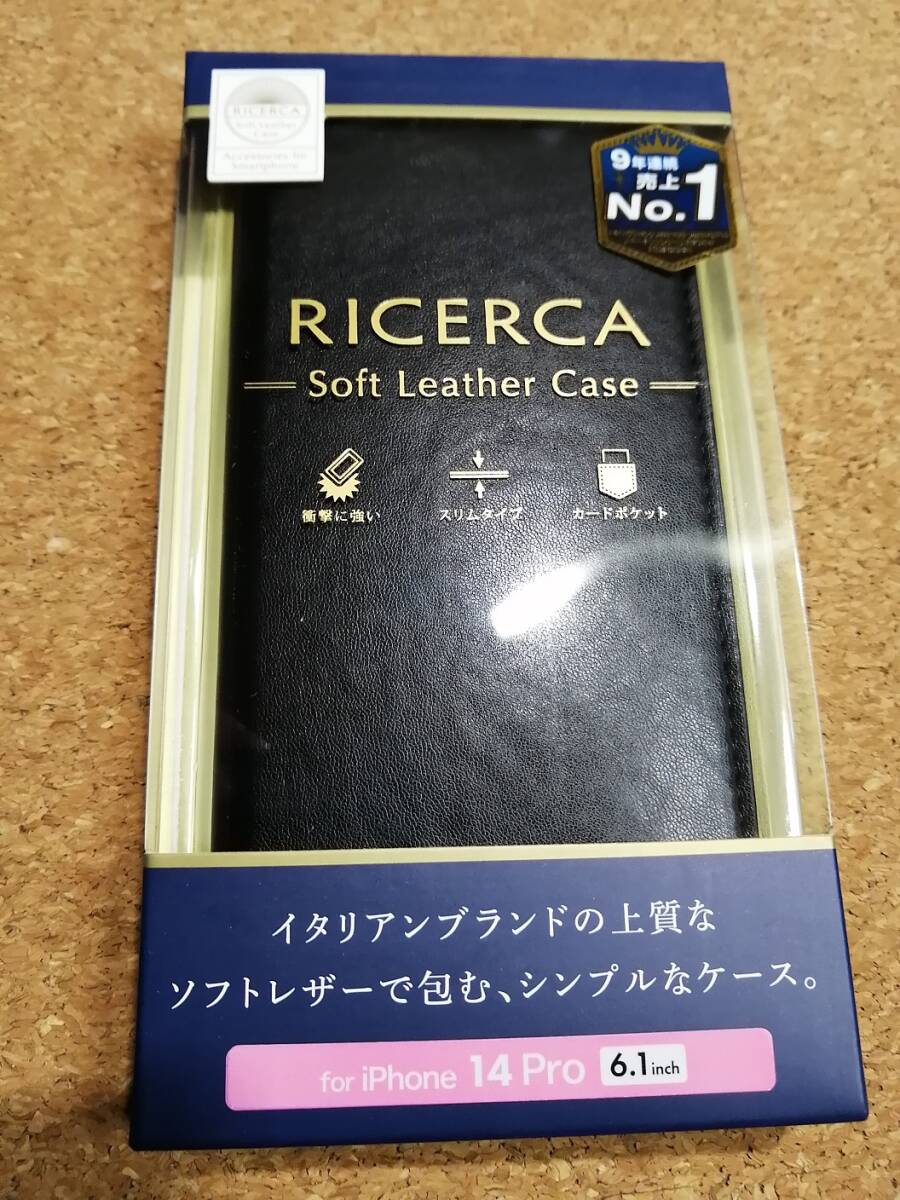 RICERCA
Soft Leather
Case
Accessories for
Smartphone
9年連続
売上
No.1
RICERCA
Soft Leather Case
衝撃に強い
スリムタイプ
カードポケット
イタリアンブランドの上質な
ソフトレザーで包む、シンプルなケース。
for iPhone 14 Pro 6.1inch